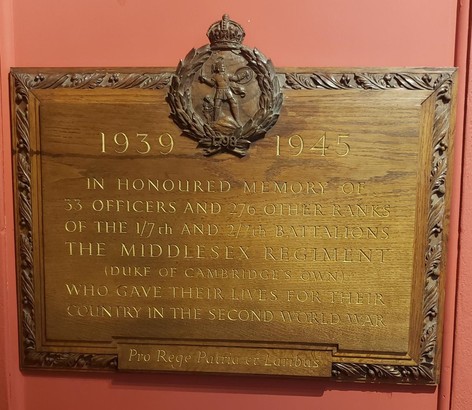 1798
1939 1945
IN HONOURED MEMORY OF
33 OFFICERS AND 276 OTHER RANKS
OF THE 1/7th AND 2/7th BATTALIONS
THE MIDDLESEX REGIMENT
(DUKE OF CAMBRIDGE'S OWN)
WHO GAVE THEIR LIVES FOR THEIR
COUNTRY IN THE SECOND WORLD WAR
Pro Rege Patria et Laribus